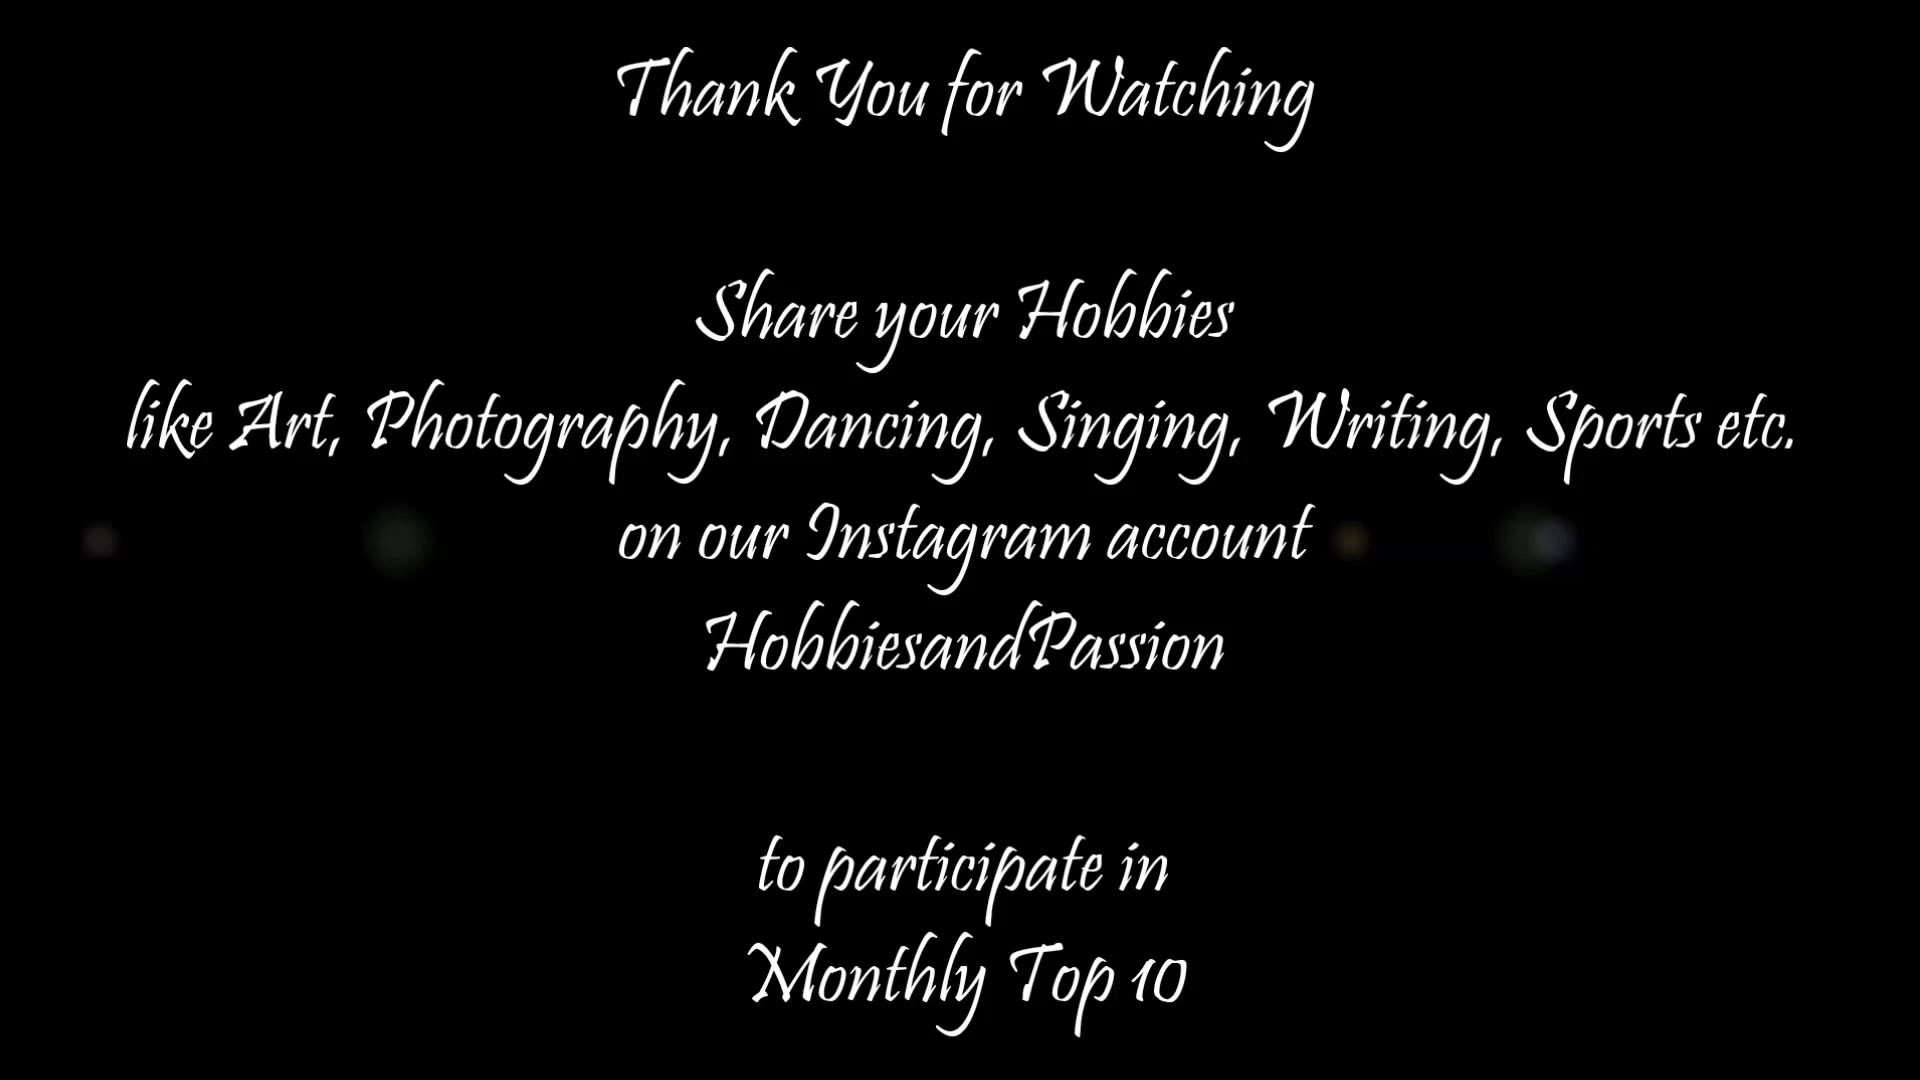 Thank You for Watching
Share your Hobbies
like Art, Photography, Dancing, Singing, Writing, Sports etc.
on our Instagram account
HobbiesandPassion
to participate in
Monthly Top 10